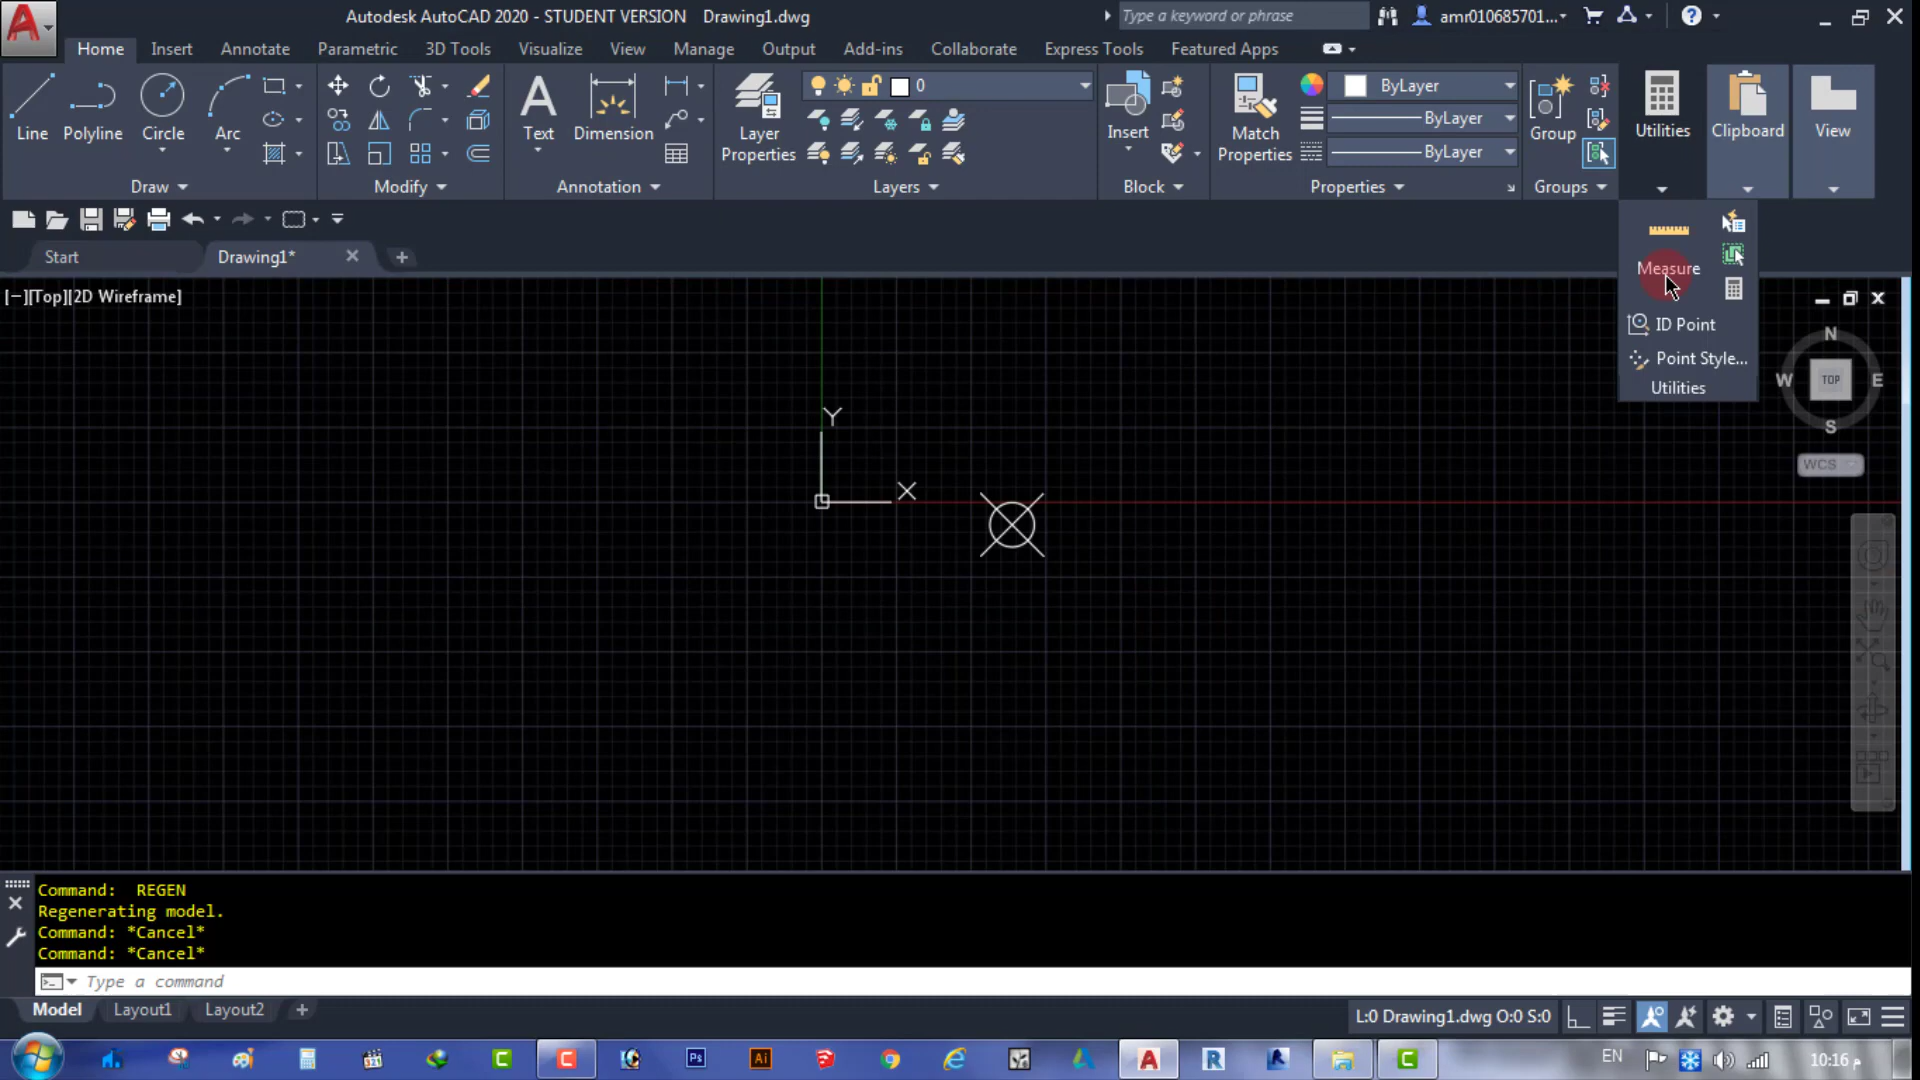 Autodesk AutoCAD 2020 - STUDENT VERSION Drawing1.dwg
Type a keyword or phrase
amr010685701...
Home Insert Annotate Parametric 3D Tools Visualize View Manage Output Add-ins Collaborate Express Tools Featured Apps
0
ByLayer
ByLayer
ByLayer
Line Polyline Circle Arc
Text Dimension
Layer Properties
Insert
Match Properties
Group
Utilities
Clipboard
View
Draw Modify Annotation Layers Block Properties Groups
Start
Drawing1*
Measure
ID Point
Point Style...
Utilities
[−][Top][2D Wireframe]
N
W TOP E
S
WCS
Y
X
Command: REGEN
Regenerating model.
Command: *Cancel*
Command: *Cancel*
Type a command
Model Layout1 Layout2
L:0 Drawing1.dwg O:0 S:0
Ps
Ai
EN
10:16 م